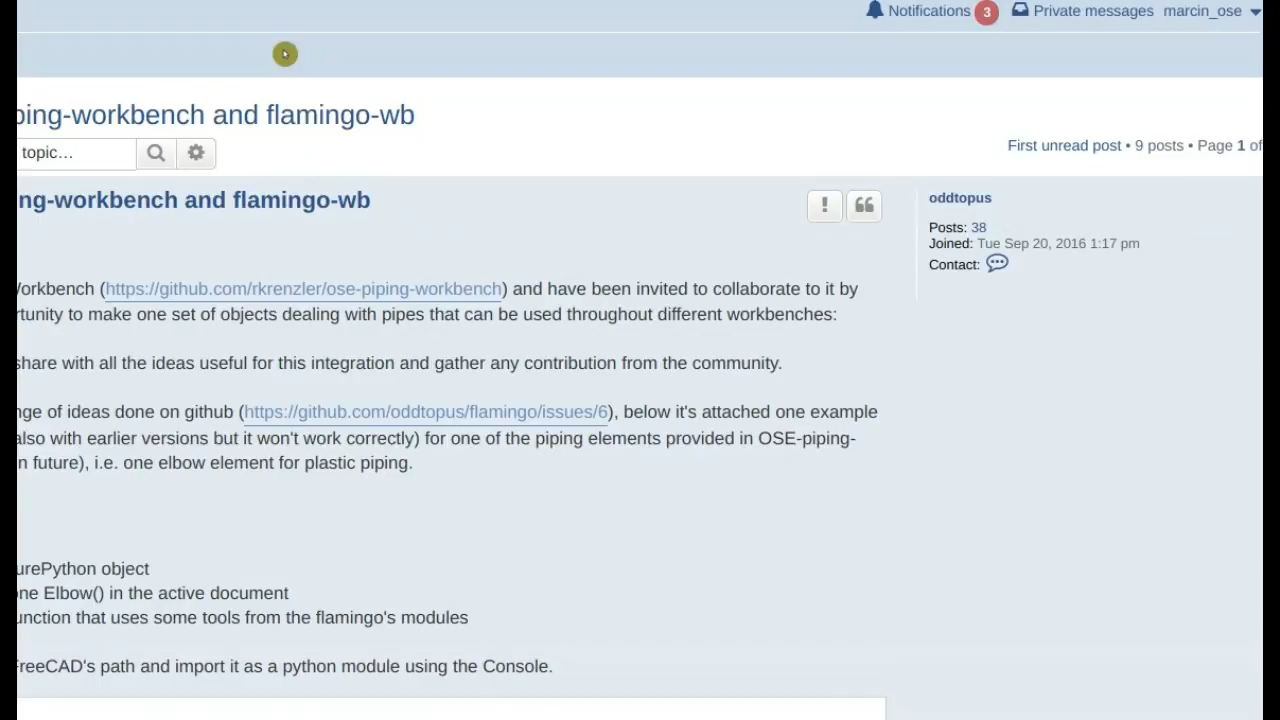 Notifications 3 Private messages marcin_ose
ping-workbench and flamingo-wb
topic…
First unread post • 9 posts • Page 1 of
ng-workbench and flamingo-wb
oddtopus
Posts: 38
Joined: Tue Sep 20, 2016 1:17 pm
Contact:
Workbench (https://github.com/rkrenzler/ose-piping-workbench) and have been invited to collaborate to it by
rtunity to make one set of objects dealing with pipes that can be used throughout different workbenches:
share with all the ideas useful for this integration and gather any contribution from the community.
nge of ideas done on github (https://github.com/oddtopus/flamingo/issues/6), below it's attached one example
also with earlier versions but it won't work correctly) for one of the piping elements provided in OSE-piping-
n future), i.e. one elbow element for plastic piping.
urePython object
one Elbow() in the active document
unction that uses some tools from the flamingo's modules
FreeCAD's path and import it as a python module using the Console.